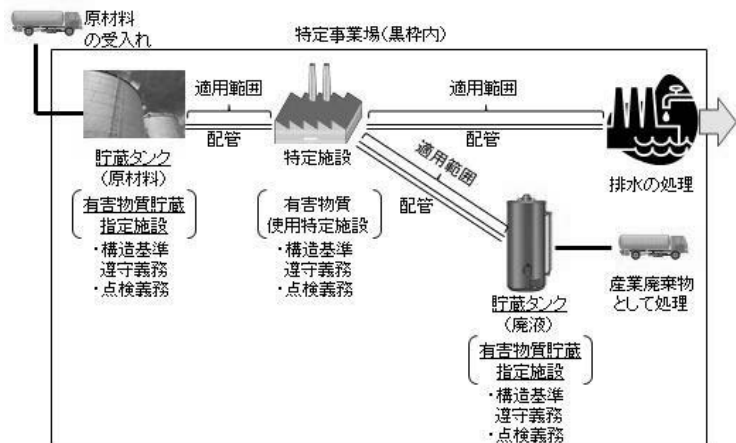 原材料
の受入れ
特定事業場(黒枠内)
適用範囲
配管
適用範囲
配管
適用範囲
配管
貯蔵タンク
(原材料)
有害物質貯蔵
指定施設
・構造基準
遵守義務
・点検義務
特定施設
有害物質
使用特定施設
・構造基準
遵守義務
・点検義務
排水の処理
貯蔵タンク
(廃液)
有害物質貯蔵
指定施設
・構造基準
遵守義務
・点検義務
産業廃棄物
として処理